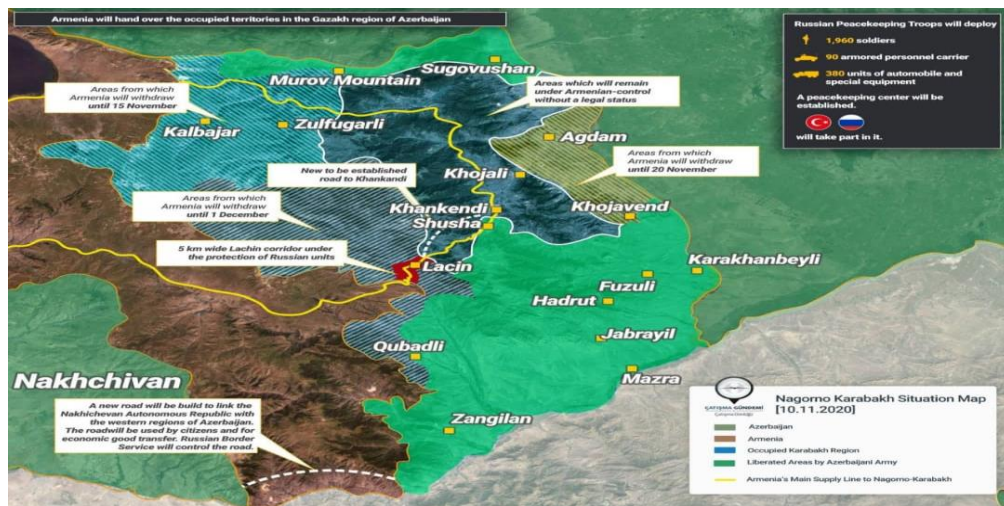 Armenia will hand over the occupied territories in the Gazakh region of Azerbaijan
Russian Peacekeeping Troops will deploy
1,960 soldiers
90 armored personnel carrier
380 units of automobile and
special equipment
A peacekeeping center will be
established.
will take part in it.
Murov Mountain
Sugovushan
Areas from which
Armenia will withdraw
until 15 November
Areas which will remain
under Armenian-control
without a legal status
Kalbajar
Zulfugarli
Agdam
New to be established
road to Khankandi
Khojali
Areas from which
Armenia will withdraw
until 20 November
Areas from which
Armenia will withdraw
until 1 December
Khankendi
Shusha
Khojavend
5 km wide Lachin corridor under
the protection of Russian units
Lacin
Karakhanbeyli
Fuzuli
Hadrut
Jabrayil
Qubadli
Mazra
Nakhchivan
A new road will be build to link the
Nakhichevan Autonomous Republic with
the western regions of Azerbaijan.
The roadwill be used by citizens and for
economic good transfer. Russian Border
Service will control the road.
Zangilan
ÇATIŞMA GÜNDEMİ
Nagorno Karabakh Situation Map
[10.11.2020]
Azerbaijan
Armenia
Occupied Karabakh Region
Liberated Areas by Azerbaijani Army
Armenia's Main Supply Line to Nagorno-Karabakh